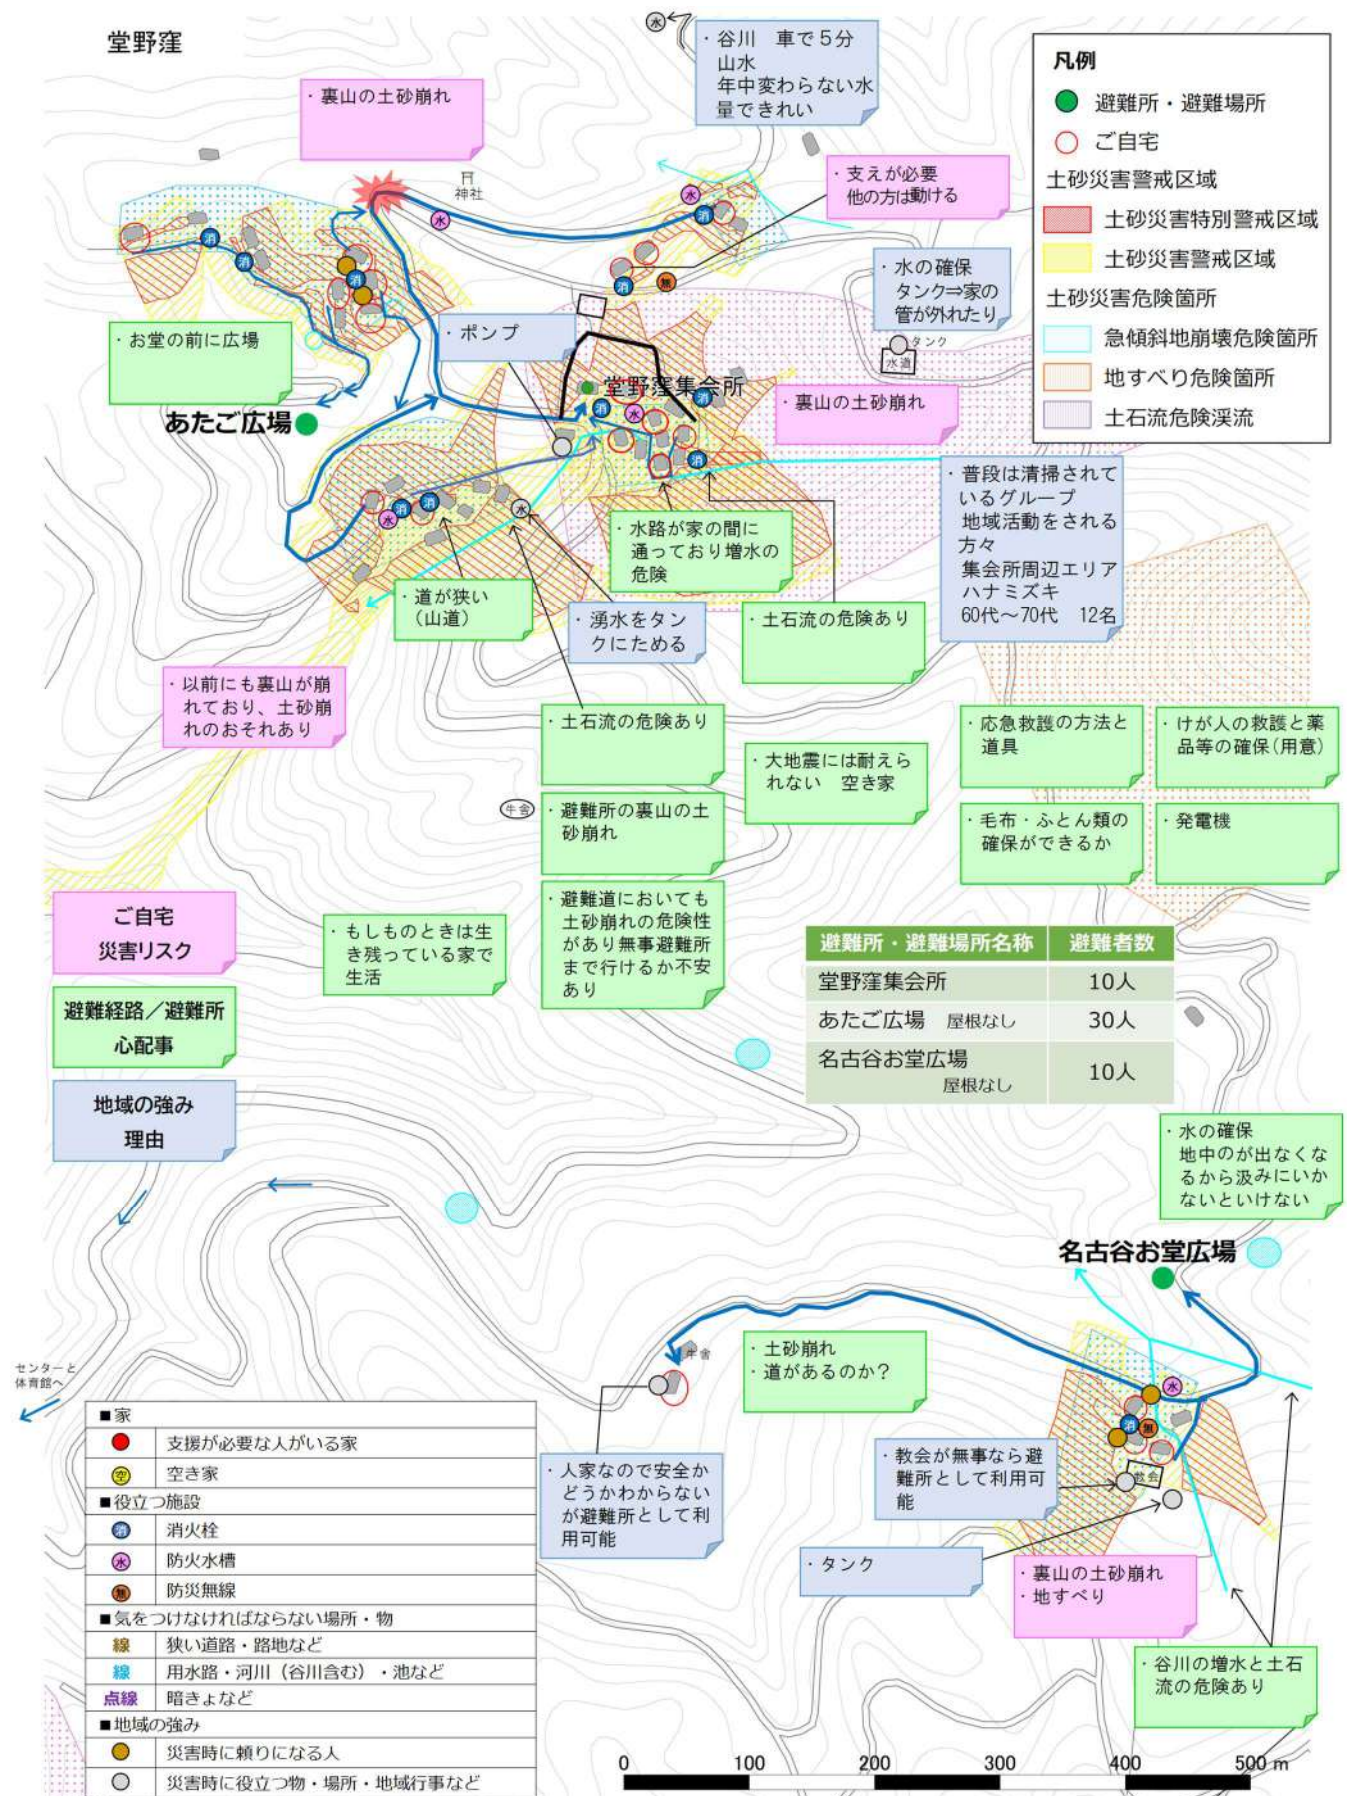 堂野窪
水
・谷川 車で5分
山水
年中変わらない水
量できれい
・裏山の土砂崩れ
神社
水
水
消
・支えが必要
他の方は動ける
凡例
避難所・避難場所
ご自宅
土砂災害警戒区域
土砂災害特別警戒区域
土砂災害警戒区域
土砂災害危険箇所
急傾斜地崩壊危険箇所
地すべり危険箇所
土石流危険渓流
消
消
消
消
無
・水の確保
タンク⇒家の
管が外れたり
タンク
水道
・お堂の前に広場
・ポンプ
あたご広場
堂野窪集会所
消
水
消
消
・裏山の土砂崩れ
消
消
水
水
・普段は清掃されて
いるグループ
地域活動をされる
方々
集会所周辺エリア
ハナミズキ
60代～70代 12名
・水路が家の間に
通っており増水の
危険
・道が狭い
（山道）
・湧水をタン
クにためる
・土石流の危険あり
・以前にも裏山が崩
れており、土砂崩
れのおそれあり
・土石流の危険あり
・大地震には耐えら
れない 空き家
・応急救護の方法と
道具
・けが人の救護と薬
品等の確保(用意)
牛舎
・避難所の裏山の土
砂崩れ
・毛布・ふとん類の
確保ができるか
・発電機
ご自宅
災害リスク
・もしものときは生
き残っている家で
生活
・避難道においても
土砂崩れの危険性
があり無事避難所
まで行けるか不安
あり
避難経路／避難所
心配事
地域の強み
理由
避難所・避難場所名称 避難者数
堂野窪集会所 10人
あたご広場 屋根なし 30人
名古谷お堂広場
屋根なし
10人
・水の確保
地中のが出なくな
るから汲みにいか
ないといけない
名古谷お堂広場
牛舎
・土砂崩れ
・道があるのか？
センターと
体育館へ
水
消
無
教会
・人家なので安全か
どうかわからない
が避難所として利
用可能
・教会が無事なら避
難所として利用可
能
・タンク
・裏山の土砂崩れ
・地すべり
・谷川の増水と土石
流の危険あり
■家
支援が必要な人がいる家
空 空き家
■役立つ施設
消 消火栓
水 防火水槽
無 防災無線
■気をつけなければならない場所・物
線 狭い道路・路地など
線 用水路・河川（谷川含む）・池など
点線 暗きょなど
■地域の強み
災害時に頼りになる人
災害時に役立つ物・場所・地域行事など
0 100 200 300 400 500 m